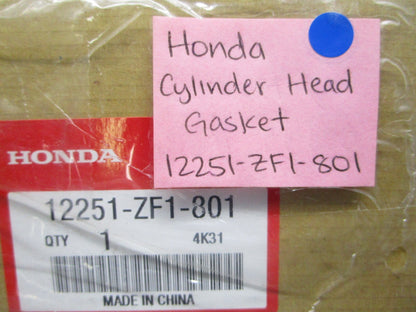 Honda
Cylinder Head
Gasket
12251-ZF1-801
HONDA
12251-ZF1-801
QTY 1 4K31
MADE IN CHINA